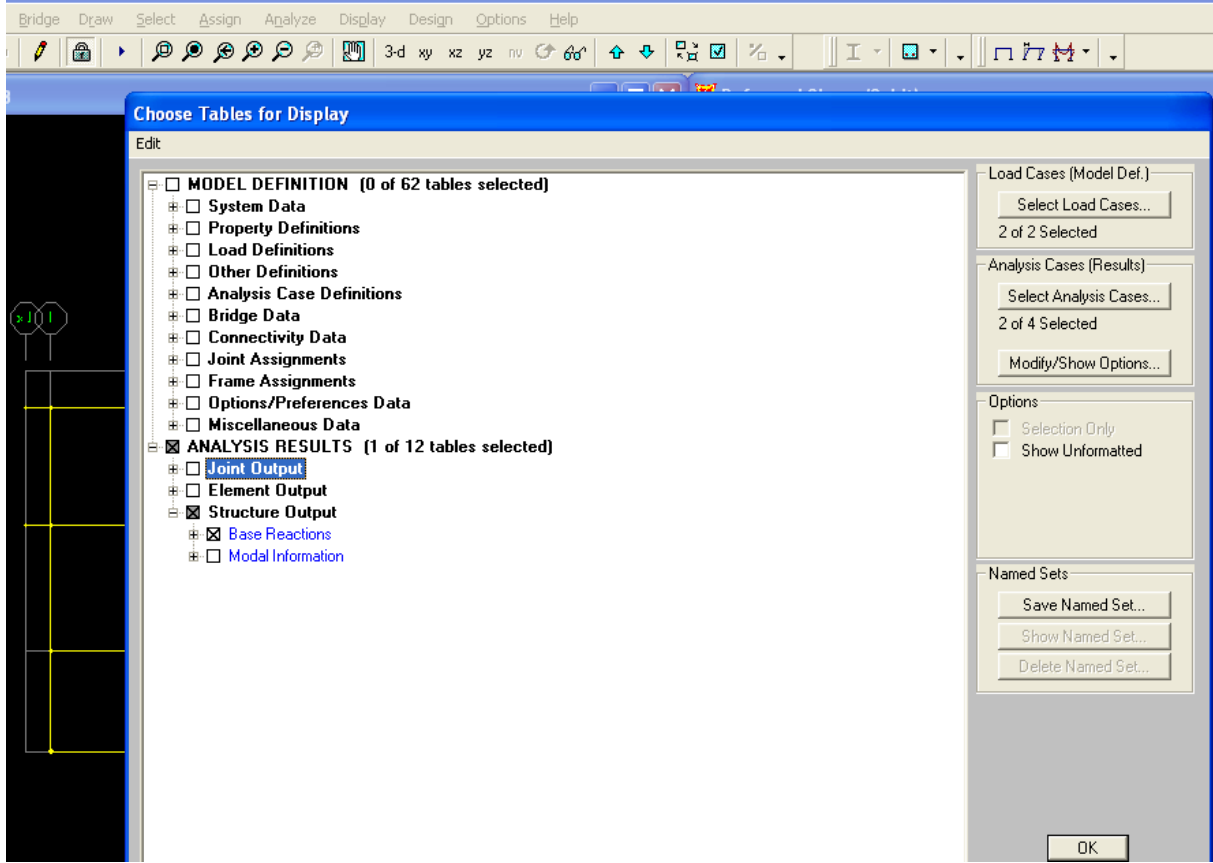 Bridge Draw Select Assign Analyze Display Design Options Help
3-d xy xz yz nv
Choose Tables for Display
Edit
MODEL DEFINITION (0 of 62 tables selected)
System Data
Property Definitions
Load Definitions
Other Definitions
Analysis Case Definitions
Bridge Data
Connectivity Data
Joint Assignments
Frame Assignments
Options/Preferences Data
Miscellaneous Data
ANALYSIS RESULTS (1 of 12 tables selected)
Joint Output
Element Output
Structure Output
Base Reactions
Modal Information
Load Cases (Model Def.)
Select Load Cases...
2 of 2 Selected
Analysis Cases (Results)
Select Analysis Cases...
2 of 4 Selected
Modify/Show Options...
Options
Selection Only
Show Unformatted
Named Sets
Save Named Set...
Show Named Set...
Delete Named Set...
OK